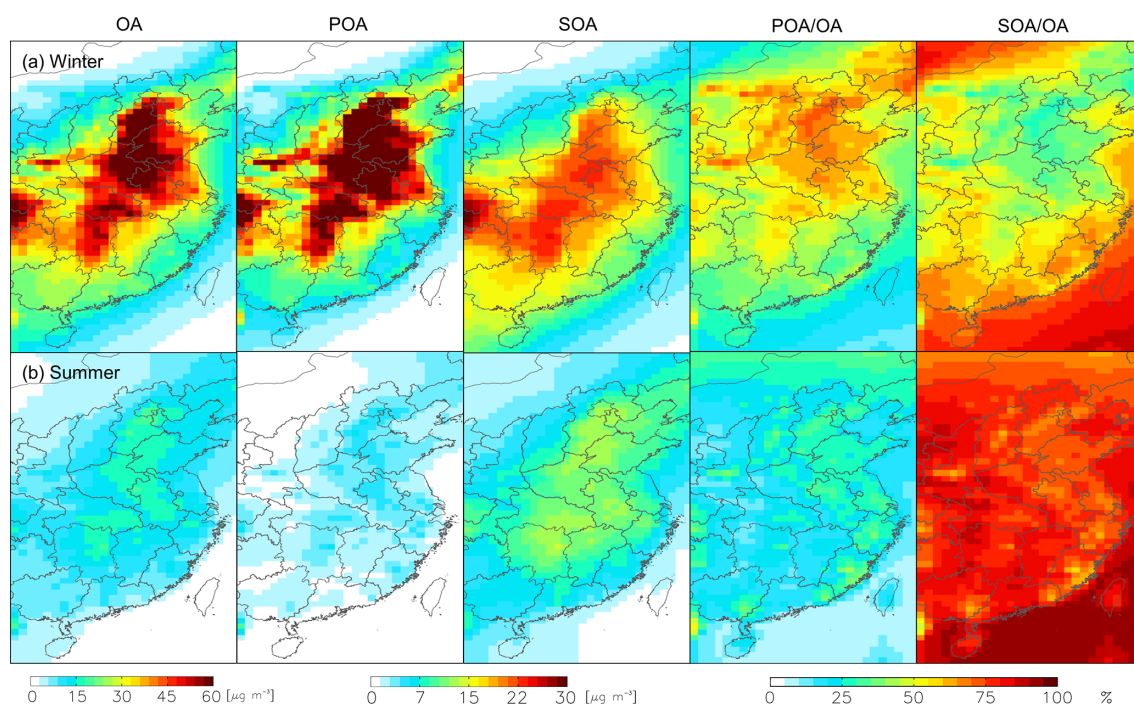 OA POA SOA POA/OA SOA/OA
(a) Winter
(b) Summer
0 15 30 45 60 [μg m⁻³] 0 7 15 22 30 [μg m⁻³] 0 25 50 75 100 %